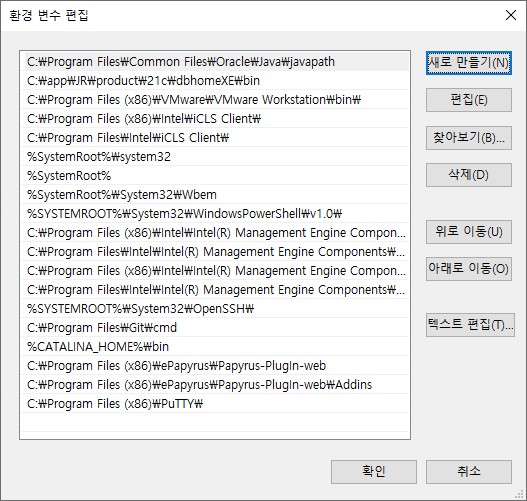 환경 변수 편집
C:₩Program Files₩Common Files₩Oracle₩Java₩javapath
C:₩app₩JR₩product₩21c₩dbhomeXE₩bin
C:₩Program Files (x86)₩VMware₩VMware Workstation₩bin₩
C:₩Program Files (x86)₩Intel₩iCLS Client₩
C:₩Program Files₩Intel₩iCLS Client₩
%SystemRoot%₩system32
%SystemRoot%
%SystemRoot%₩System32₩Wbem
%SYSTEMROOT%₩System32₩WindowsPowerShell₩v1.0₩
C:₩Program Files (x86)₩Intel₩Intel(R) Management Engine Compon...
C:₩Program Files₩Intel₩Intel(R) Management Engine Components₩...
C:₩Program Files (x86)₩Intel₩Intel(R) Management Engine Compon...
C:₩Program Files₩Intel₩Intel(R) Management Engine Components₩...
%SYSTEMROOT%₩System32₩OpenSSH₩
C:₩Program Files₩Git₩cmd
%CATALINA_HOME%₩bin
C:₩Program Files (x86)₩ePapyrus₩Papyrus-PlugIn-web
C:₩Program Files (x86)₩ePapyrus₩Papyrus-PlugIn-web₩Addins
C:₩Program Files (x86)₩PuTTY₩
새로 만들기(N)
편집(E)
찾아보기(B)...
삭제(D)
위로 이동(U)
아래로 이동(O)
텍스트 편집(T)...
확인
취소